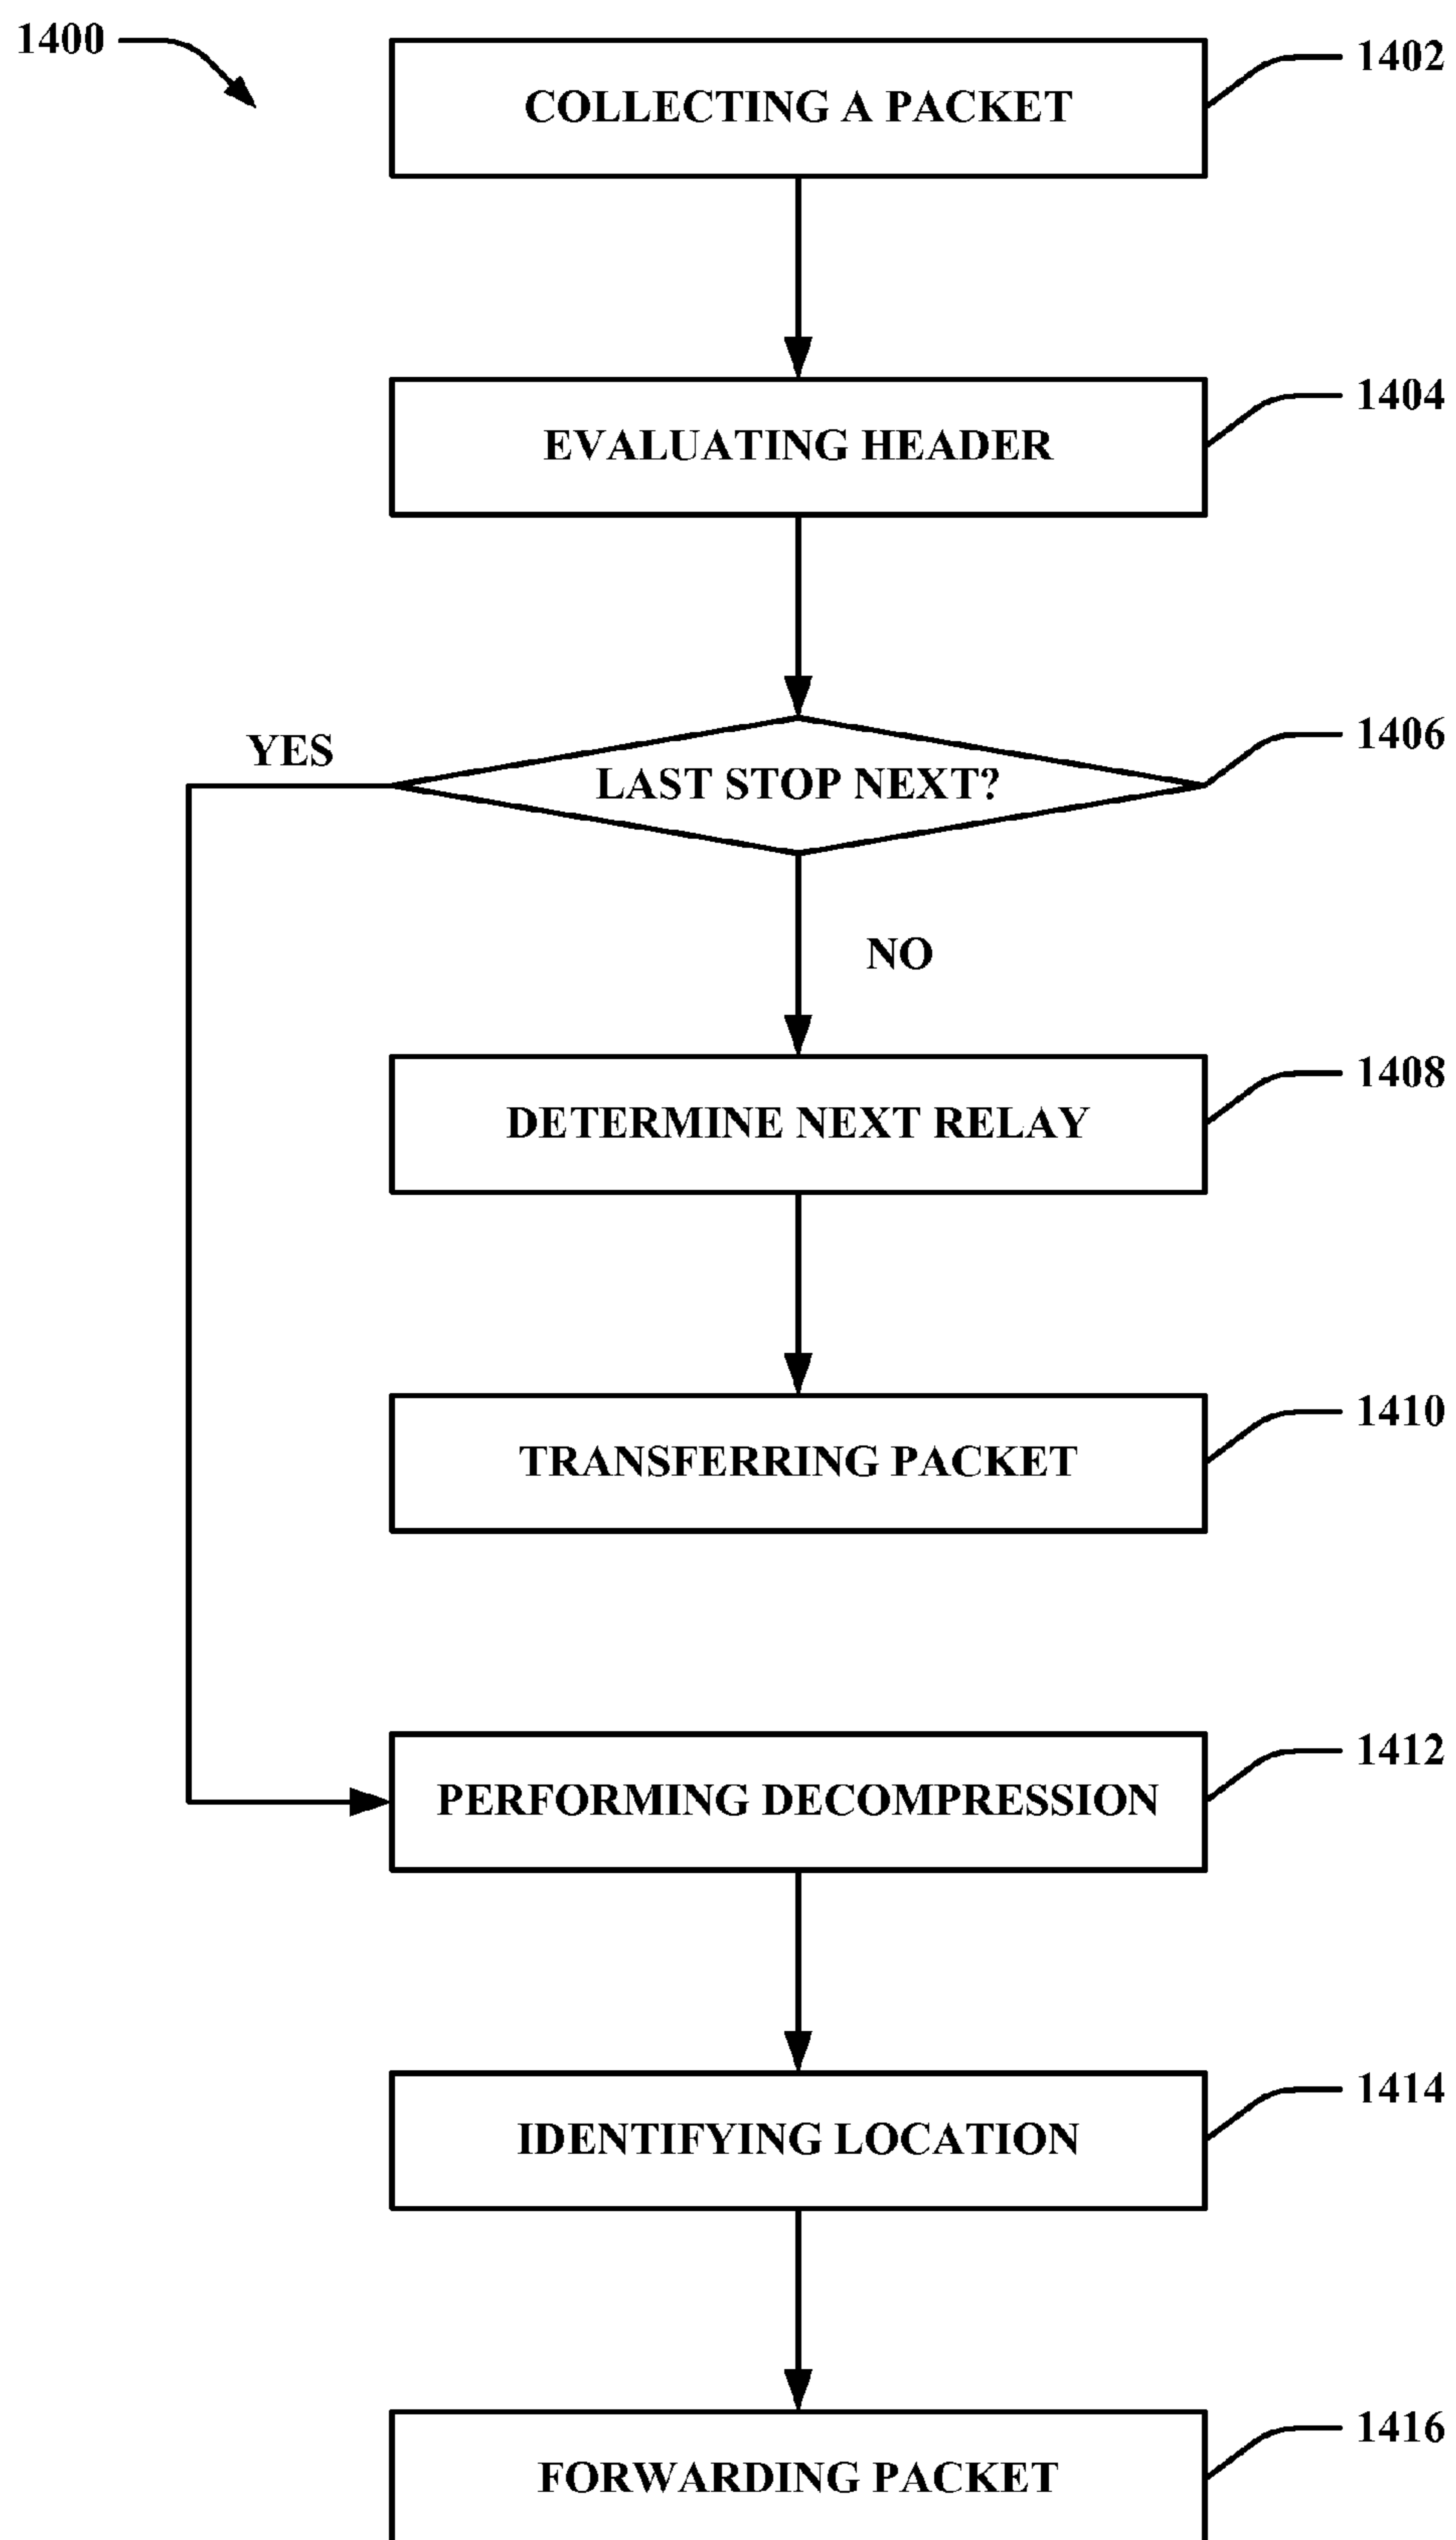 1400
COLLECTING A PACKET
1402
EVALUATING HEADER
1404
LAST STOP NEXT?
1406
YES
NO
DETERMINE NEXT RELAY
1408
TRANSFERRING PACKET
1410
PERFORMING DECOMPRESSION
1412
IDENTIFYING LOCATION
1414
FORWARDING PACKET
1416